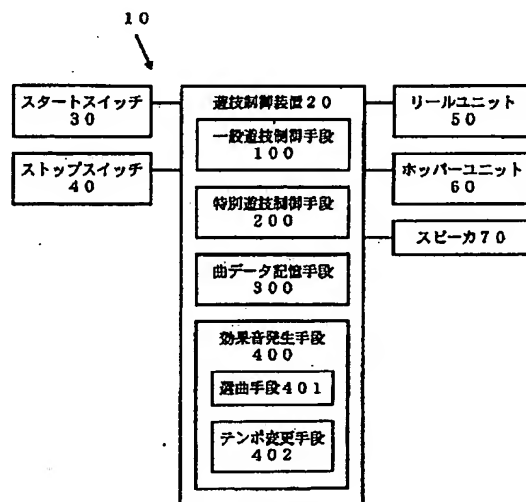 １０
スタートスイッチ
３０
ストップスイッチ
４０
遊技制御装置２０
一般遊技制御手段
１００
特別遊技制御手段
２００
曲データ記憶手段
３００
効果音発生手段
４００
選曲手段４０１
テンポ変更手段
４０２
リールユニット
５０
ホッパーユニット
６０
スピーカ７０